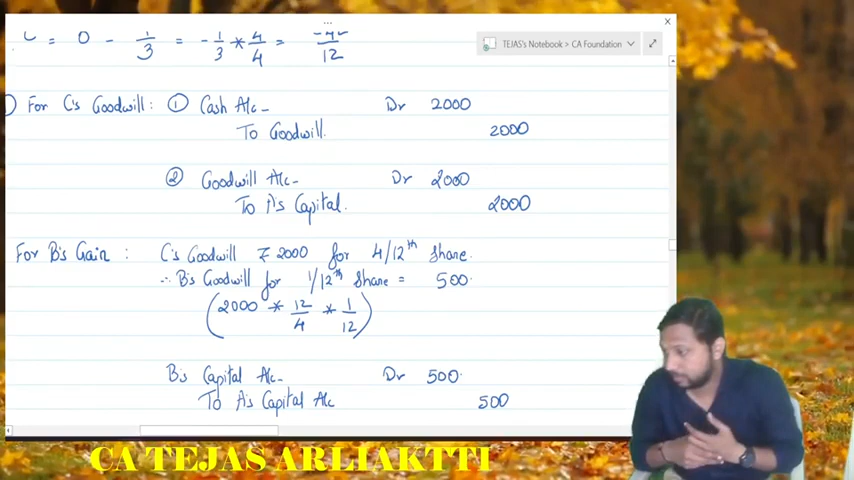 = 0 - 1/3 = -1/3 * 4/4 = /12
TEJAS's Notebook > CA Foundation
) For C's Goodwill: ① Cash A/c- Dr 2000
To Goodwill. 2000
② Goodwill A/c- Dr 2000
To A's Capital. 2000
For B's Gain : C's Goodwill ₹ 2000 for 4/12th Share.
∴ B's Goodwill for 1/12th Share = 500.
(2000 * 12/4 * 1/12)
B's Capital A/c- Dr 500.
To A's Capital A/c 500
CA TEJAS ARLIAKTTI